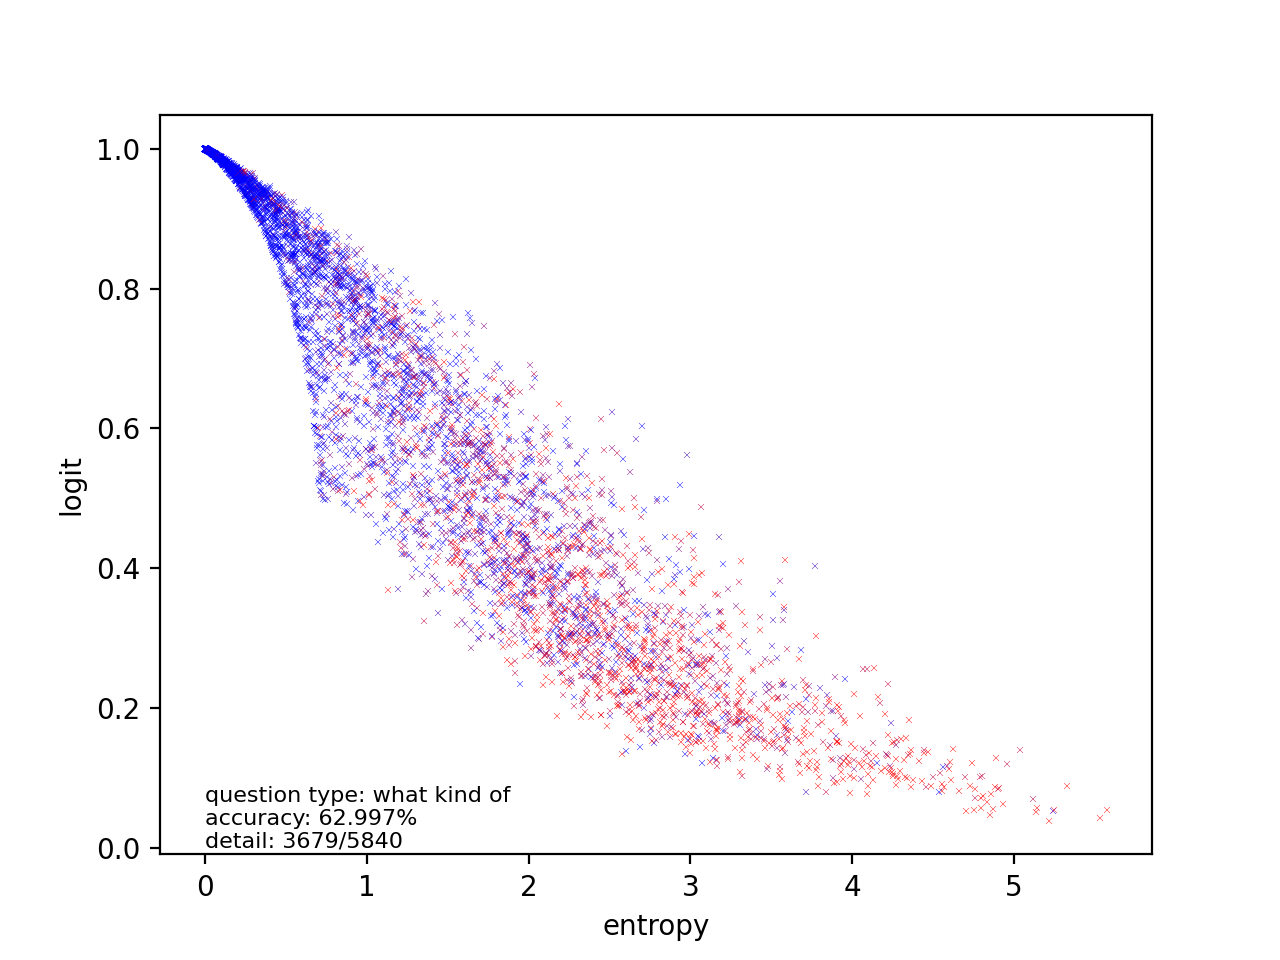 1.0
0.8
0.6
0.4
0.2
0.0
logit
question type: what kind of
accuracy: 62.997%
detail: 3679/5840
0 1 2 3 4 5
entropy